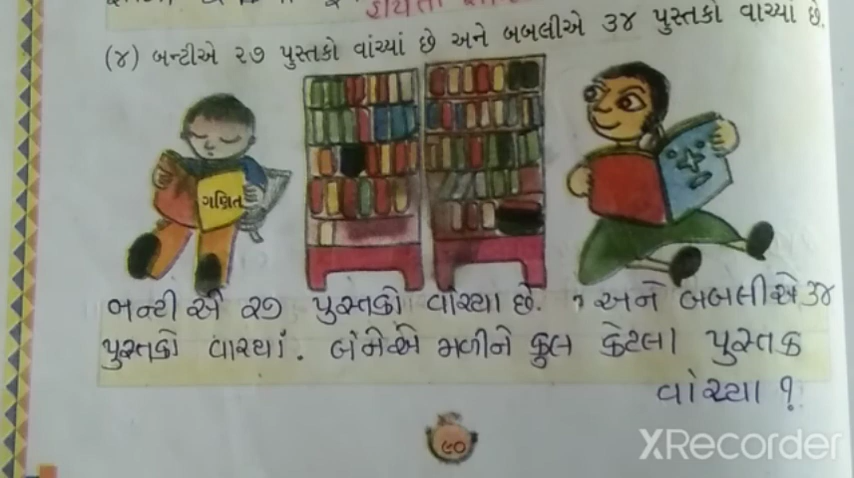 (૪) બન્ટીએ ૨૭ પુસ્તકો વાંચ્યાં છે અને બબલીએ ૩૪ પુસ્તકો વાચ્યાં છે.
ગણિત
બન્ટી એ ૨૭ પુસ્તકો વાંચ્યા છે. અને બબલીએ ૩૪
પુસ્તકો વાચ્યાં. બંનેએ મળીને કુલ કેટલા પુસ્તક
વાંચ્યા ?
૯૦
XRecorder